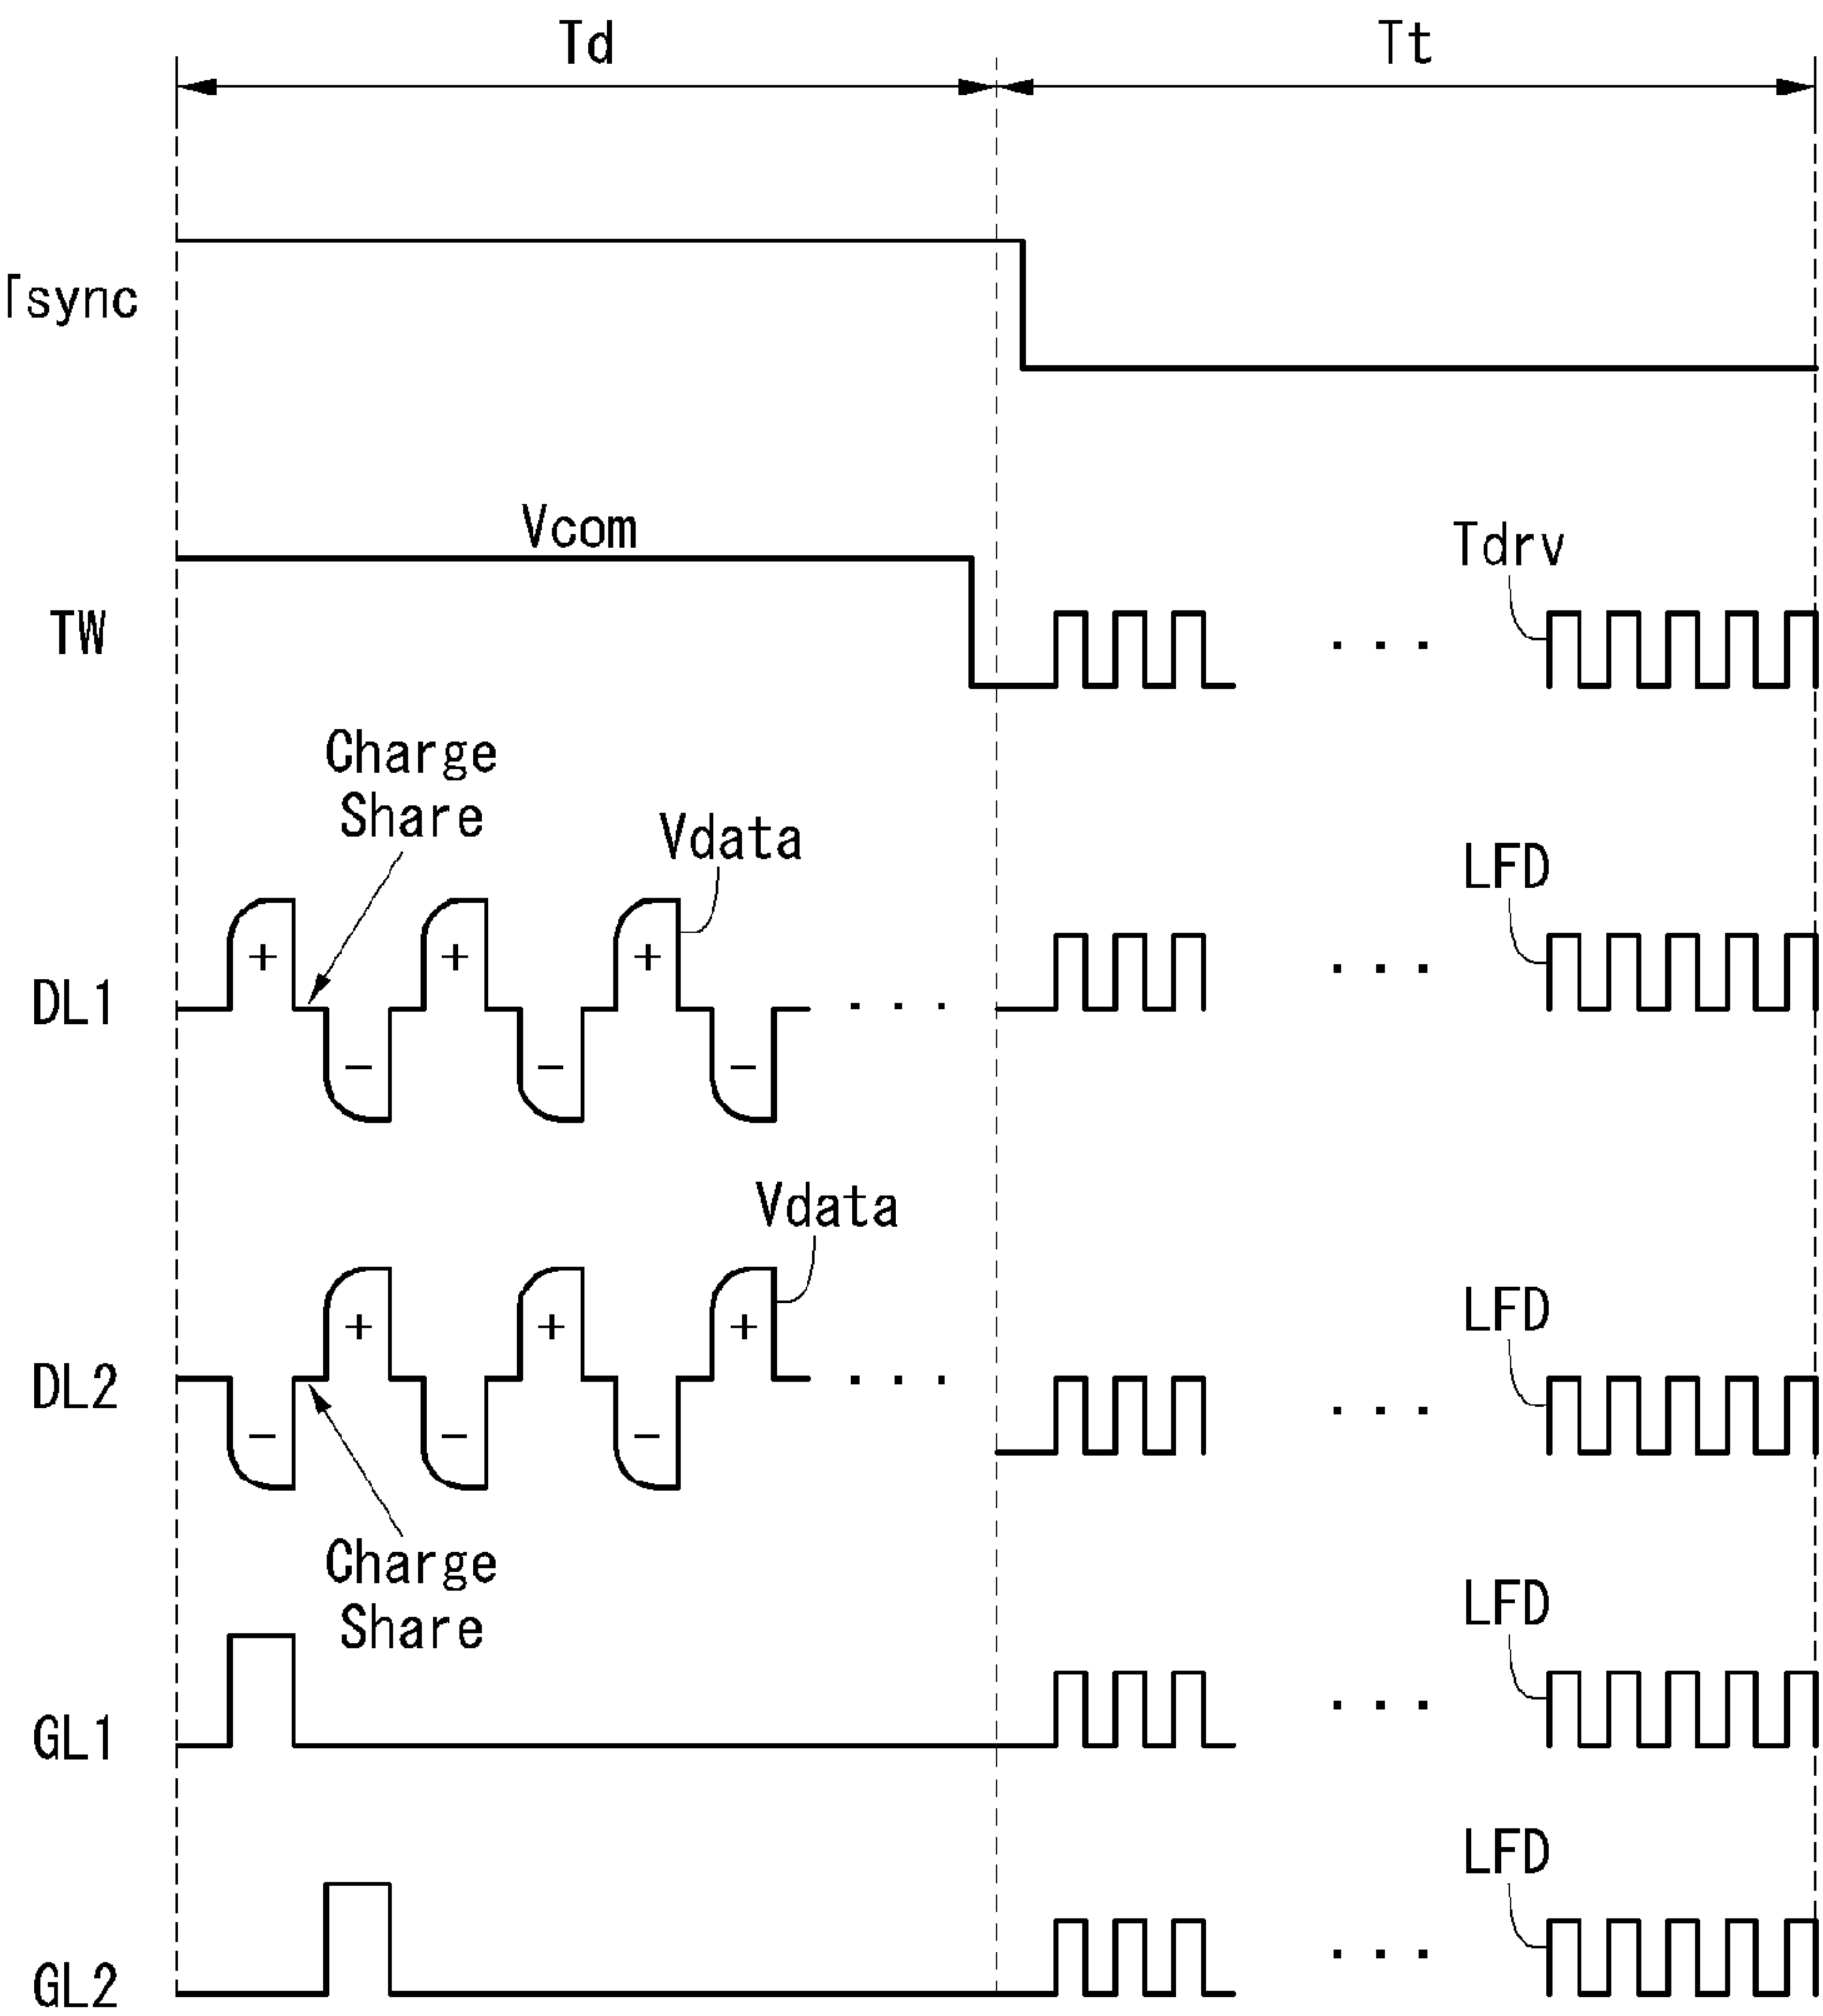 Td
Tt
Tsync
Vcom
Tdrv
TW
Charge
Share
Vdata
LFD
+
+
+
DL1
-
-
-
Vdata
LFD
+
+
+
DL2
-
-
-
Charge
Share
LFD
GL1
LFD
GL2